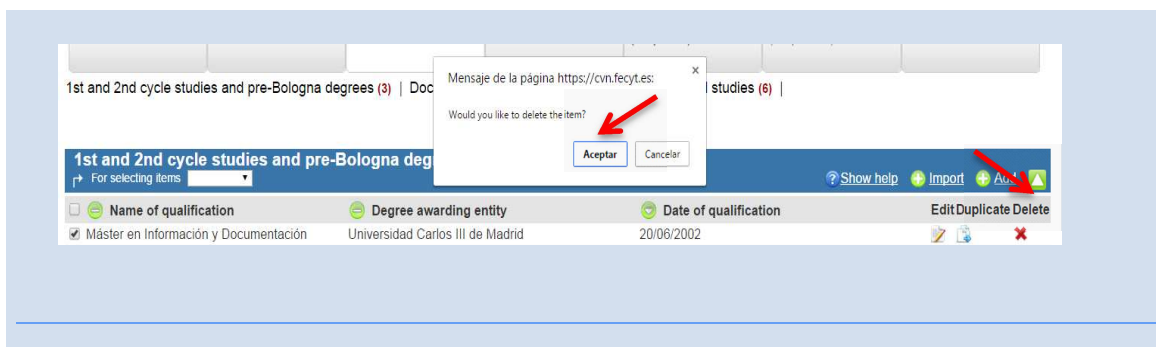 1st and 2nd cycle studies and pre-Bologna degrees (3) | Doc
studies (6) |
Mensaje de la página https://cvn.fecyt.es: x
Would you like to delete the item?
Aceptar Cancelar
1st and 2nd cycle studies and pre-Bologna deg
For selecting items
? Show help Import Add
Name of qualification Degree awarding entity Date of qualification Edit Duplicate Delete
Máster en Información y Documentación Universidad Carlos III de Madrid 20/06/2002